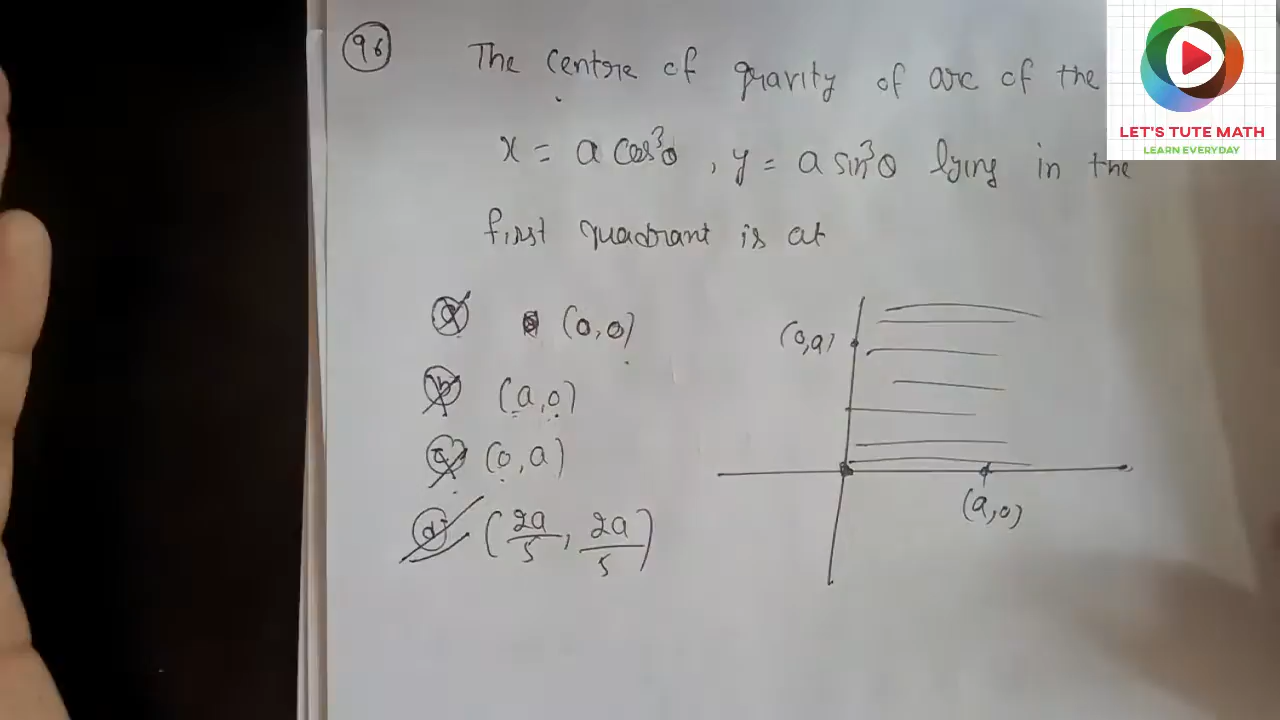 96
The centre of gravity of arc of the
x = a cos³θ, y = a sin³θ lying in the
first quadrant is at
a (0,0)
b (a,0)
c (0,a)
d (2a/5, 2a/5)
(0,a)
(a,0)
LET'S TUTE MATH
LEARN EVERYDAY